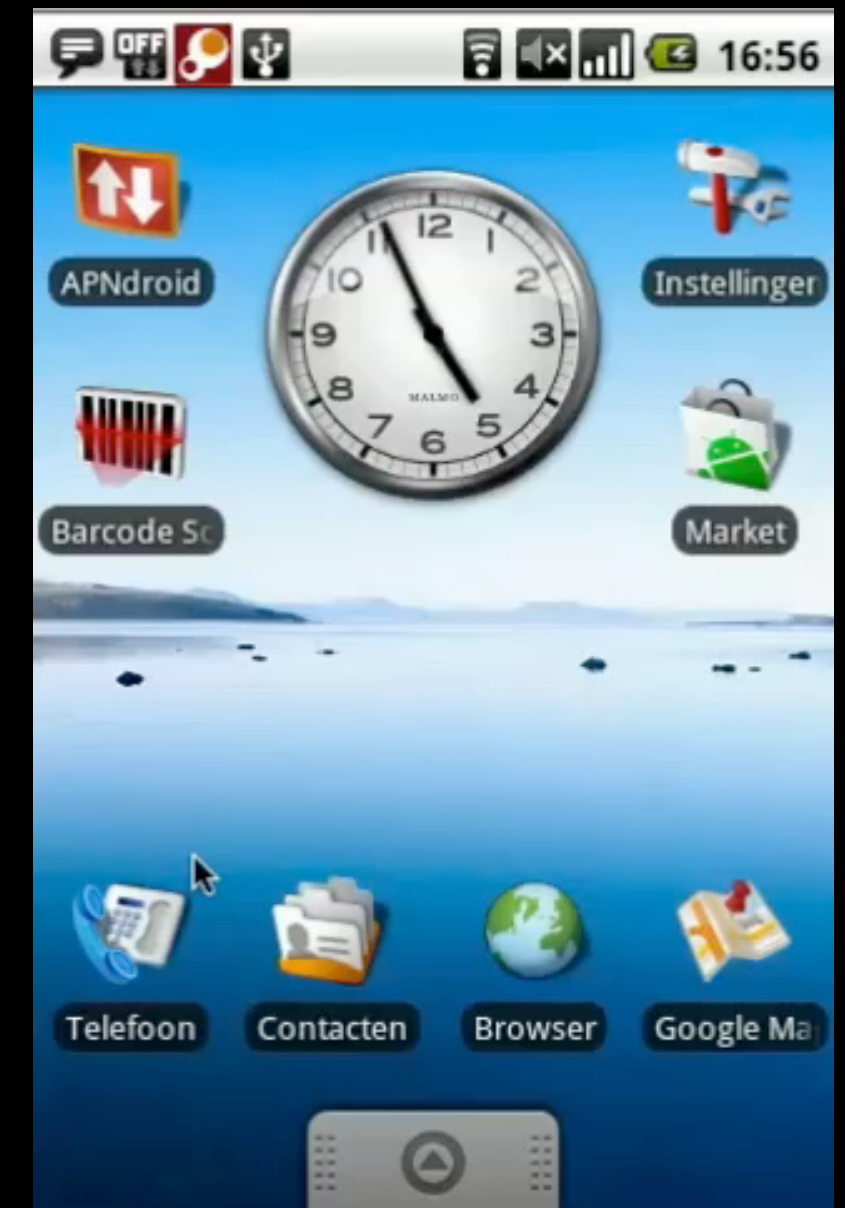 OFF
16:56
APNdroid
Instellinger
12
11
1
10
2
9
3
8
4
MALMO
7
5
6
Barcode Sc
Market
Telefoon
Contacten
Browser
Google Ma